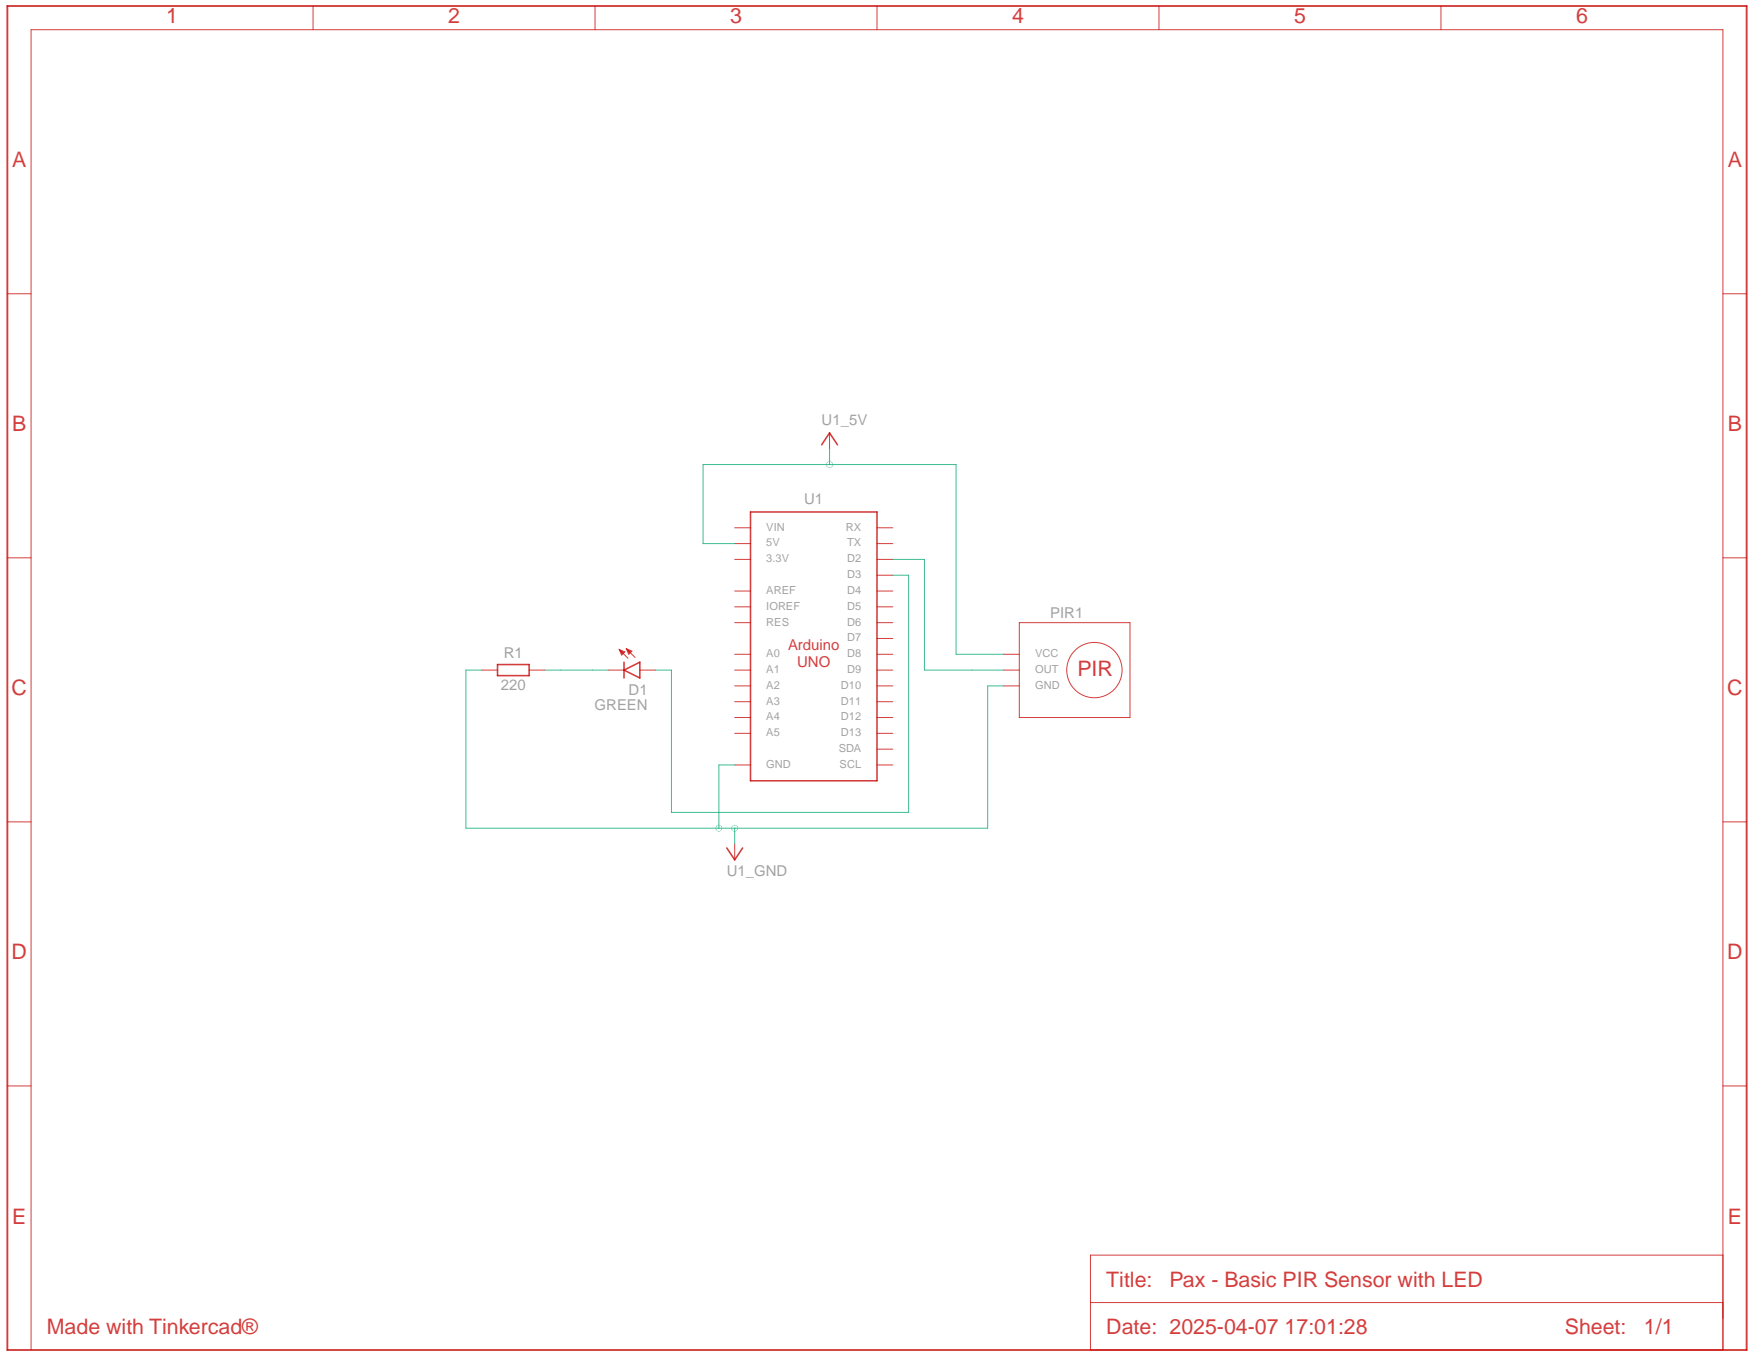 1 2 3 4 5 6
A A
B B
U1_5V
U1
VIN RX
5V TX
3.3V D2
D3
AREF D4
IOREF D5
RES D6
D7
Arduino
UNO
A0 D8
A1 D9
A2 D10
A3 D11
A4 D12
A5 D13
SDA
GND SCL
PIR1
VCC
OUT
GND
PIR
R1
220
D1
GREEN
C C
U1_GND
D D
E E
Title: Pax - Basic PIR Sensor with LED
Made with Tinkercad®
Date: 2025-04-07 17:01:28 Sheet: 1/1